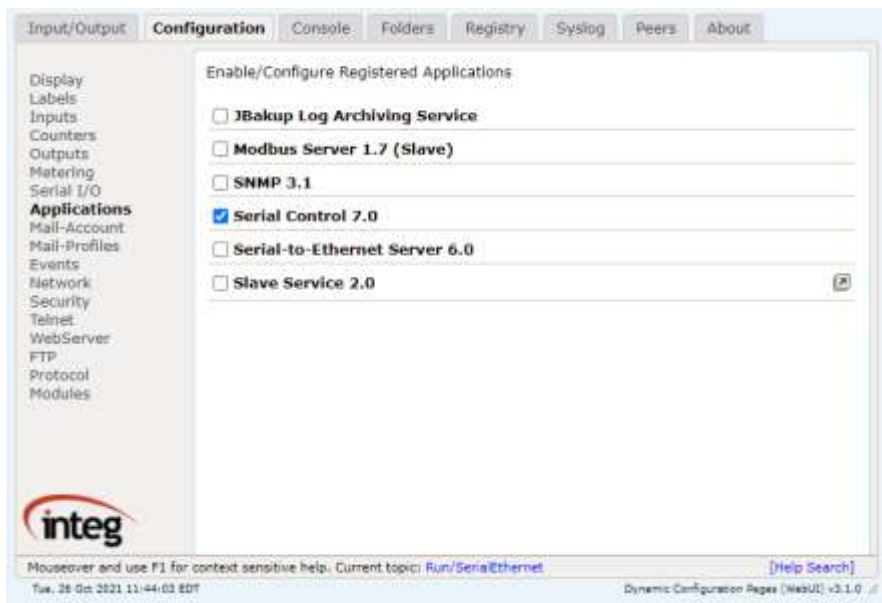 Input/Output Configuration Console Folders Registry Syslog Peers About
Enable/Configure Registered Applications
Display
Labels
Inputs
Counters
Outputs
Metering
Serial I/O
Applications
Mail-Account
Mail-Profiles
Events
Network
Security
Telnet
WebServer
FTP
Protocol
Modules
JBakup Log Archiving Service
Modbus Server 1.7 (Slave)
SNMP 3.1
Serial Control 7.0
Serial-to-Ethernet Server 6.0
Slave Service 2.0
integ
Mouseover and use F1 for context sensitive help. Current topic: Run/SerialEthernet [Help Search]
Tue, 26 Oct 2021 11:44:03 EDT Dynamic Configuration Pages (WebUI) v3.1.0